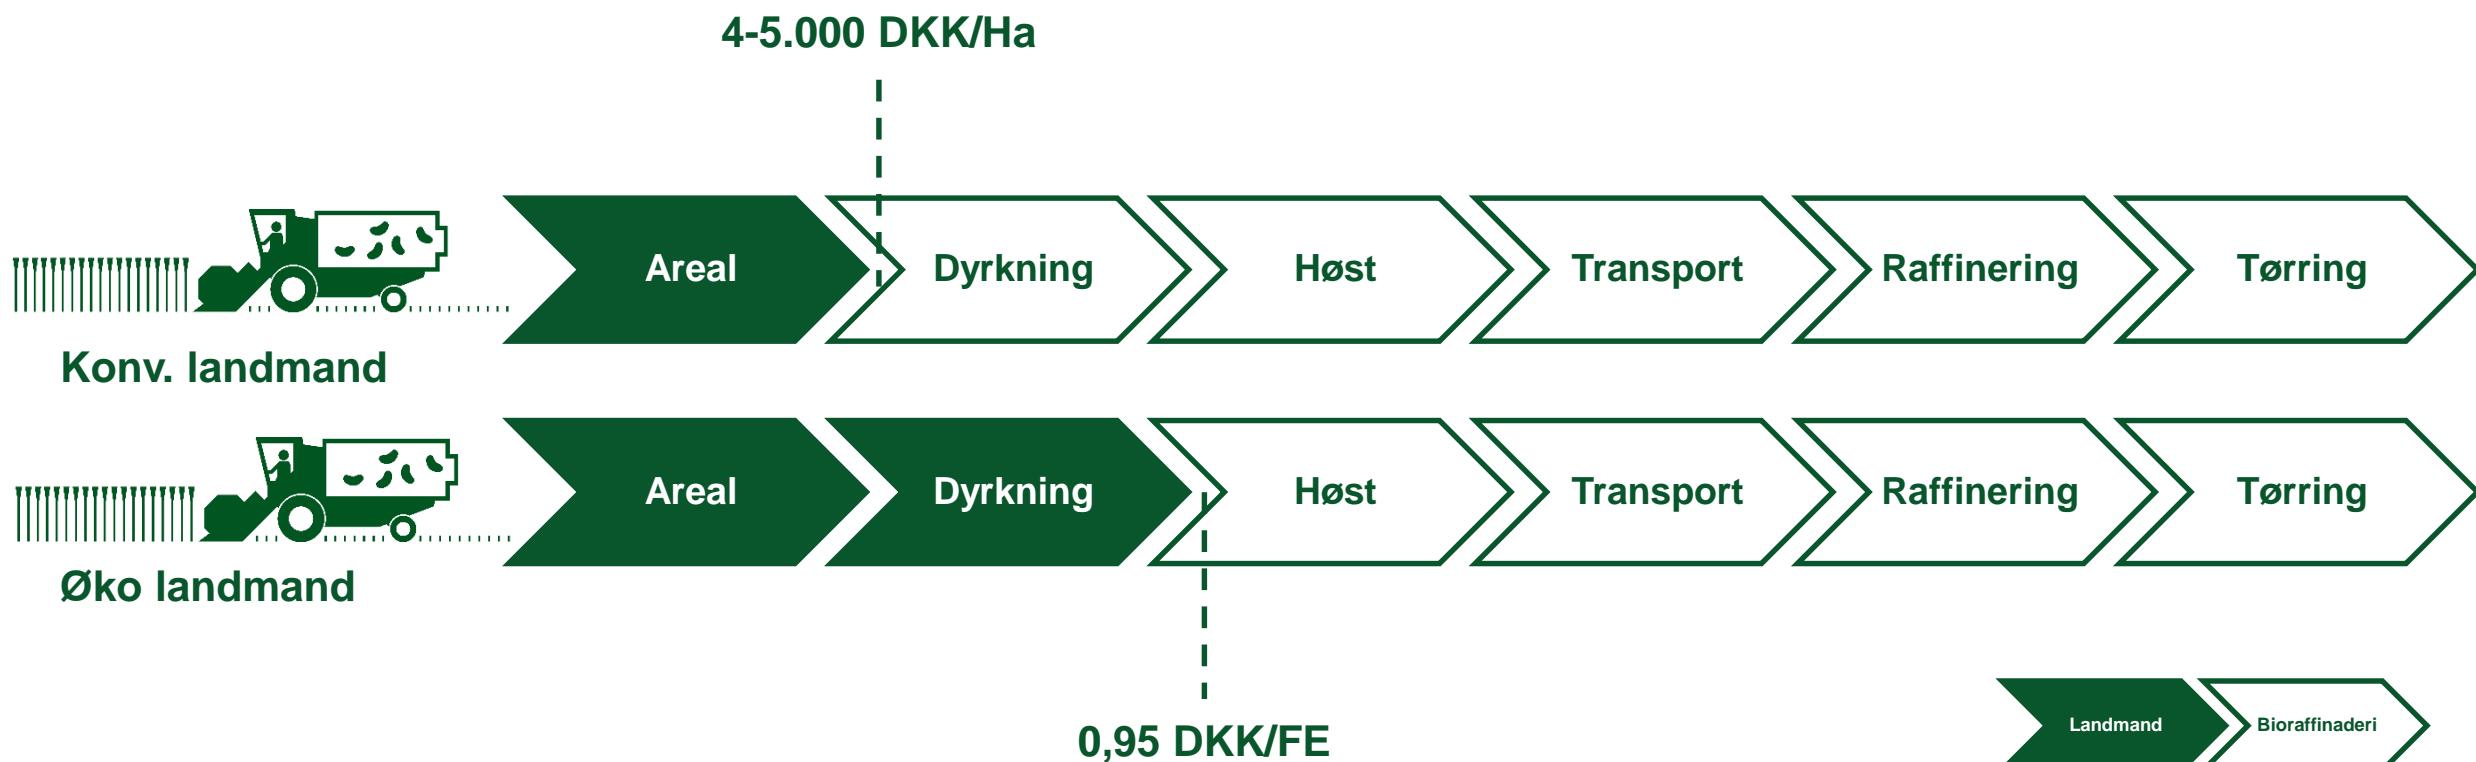 4-5.000 DKK/Ha
Areal
Dyrkning
Høst
Transport
Raffinering
Tørring
Konv. landmand
Areal
Dyrkning
Høst
Transport
Raffinering
Tørring
Øko landmand
0,95 DKK/FE
Landmand
Bioraffinaderi